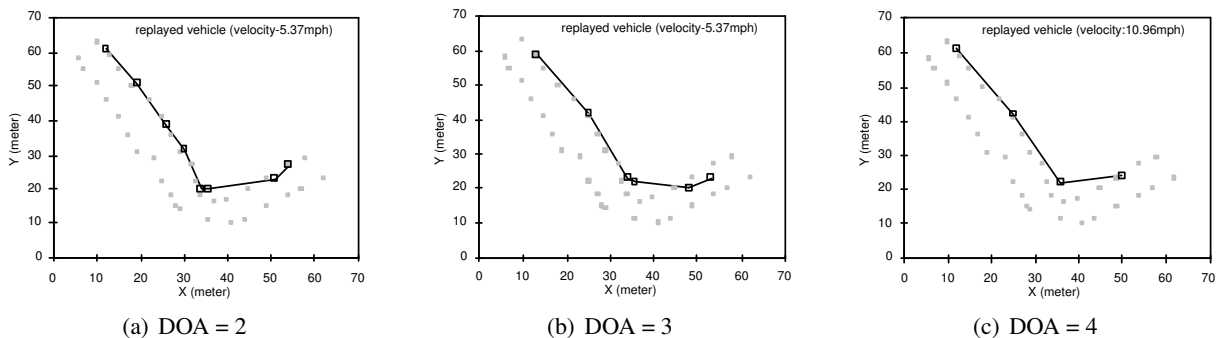 70
60
50
40
30
20
10
0
Y (meter)
replayed vehicle (velocity-5.37mph)
0 10 20 30 40 50 60 70
X (meter)
(a) DOA = 2
70
60
50
40
30
20
10
0
Y (meter)
replayed vehicle (velocity-5.37mph)
0 10 20 30 40 50 60 70
X (meter)
(b) DOA = 3
70
60
50
40
30
20
10
0
Y (meter)
replayed vehicle (velocity:10.96mph)
0 10 20 30 40 50 60 70
X (meter)
(c) DOA = 4